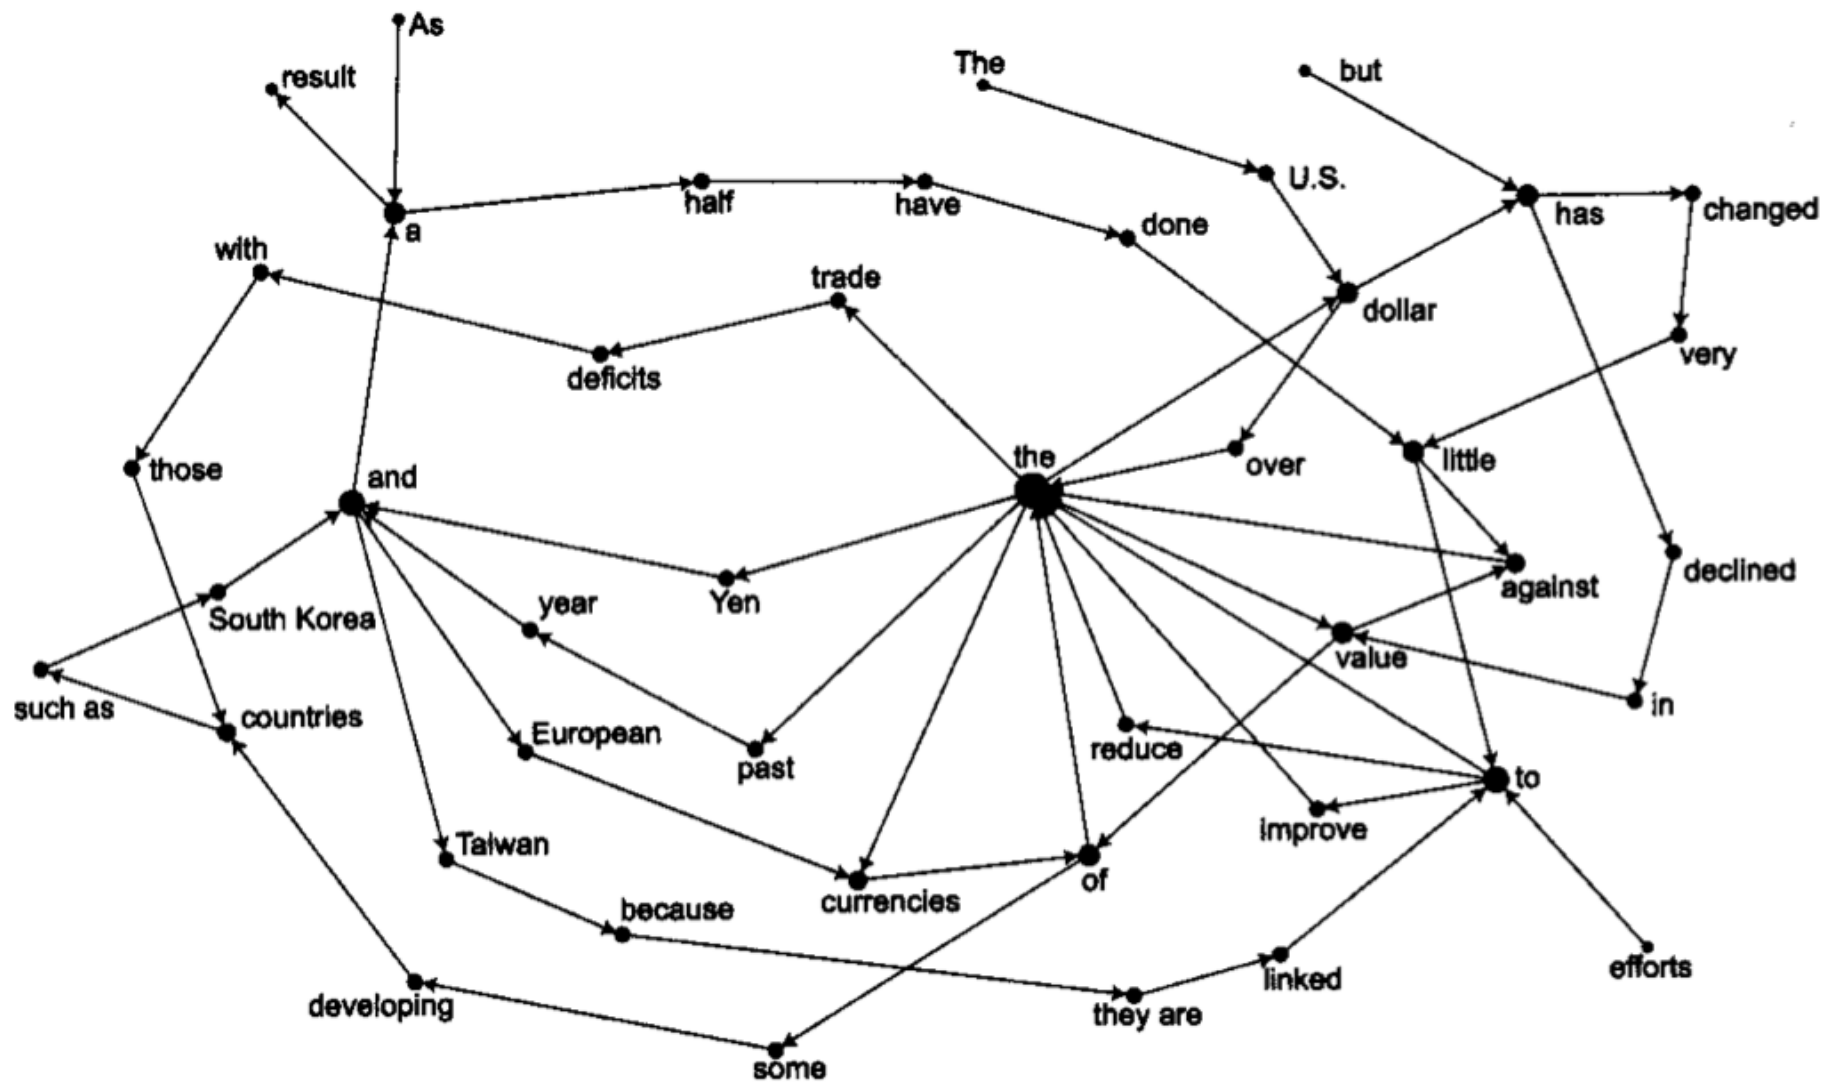 As
result
The
but
U.S.
a
half
have
has
changed
with
done
trade
dollar
very
deficits
those
and
the
over
little
South Korea
year
Yen
against
declined
value
such as
countries
European
past
reduce
in
to
Taiwan
improve
because
currencies
of
linked
efforts
developing
they are
some